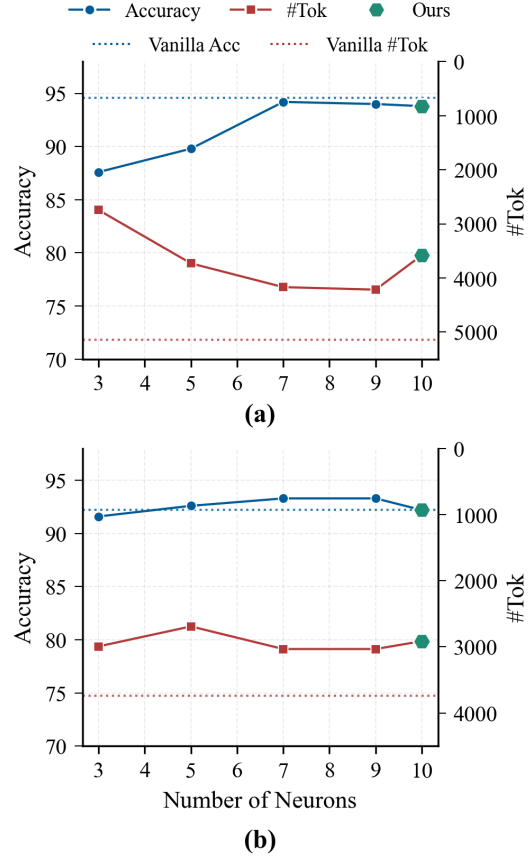 Accuracy #Tok Ours
Vanilla Acc Vanilla #Tok
95
90
85
80
75
70
Accuracy
0
1000
2000
3000
4000
5000
#Tok
3 4 5 6 7 8 9 10
(a)
95
90
85
80
75
70
Accuracy
0
1000
2000
3000
4000
#Tok
3 4 5 6 7 8 9 10
Number of Neurons
(b)